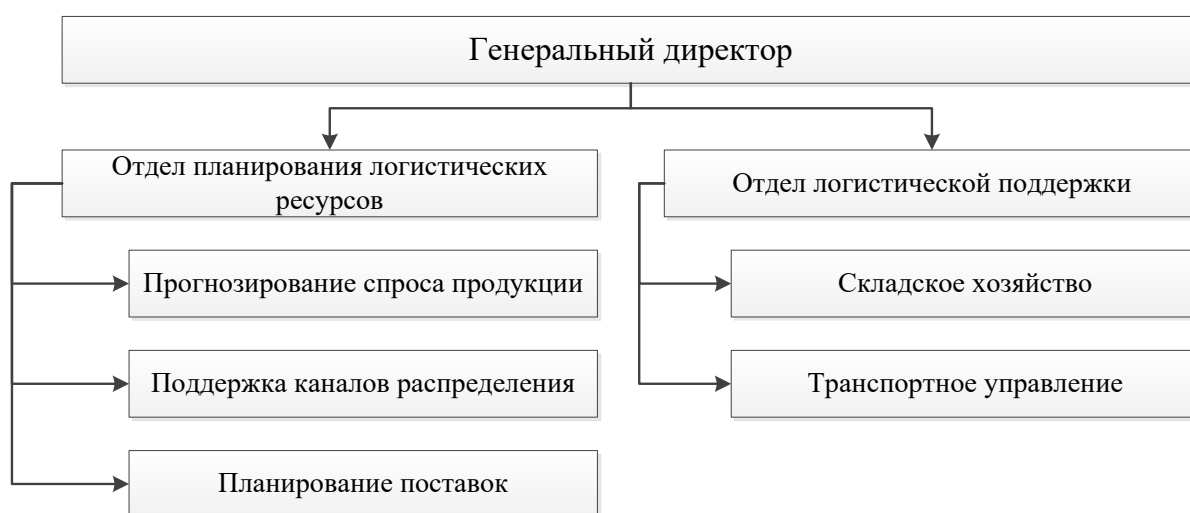 Генеральный директор
Отдел планирования логистических
ресурсов
Прогнозирование спроса продукции
Поддержка каналов распределения
Планирование поставок
Отдел логистической поддержки
Складское хозяйство
Транспортное управление